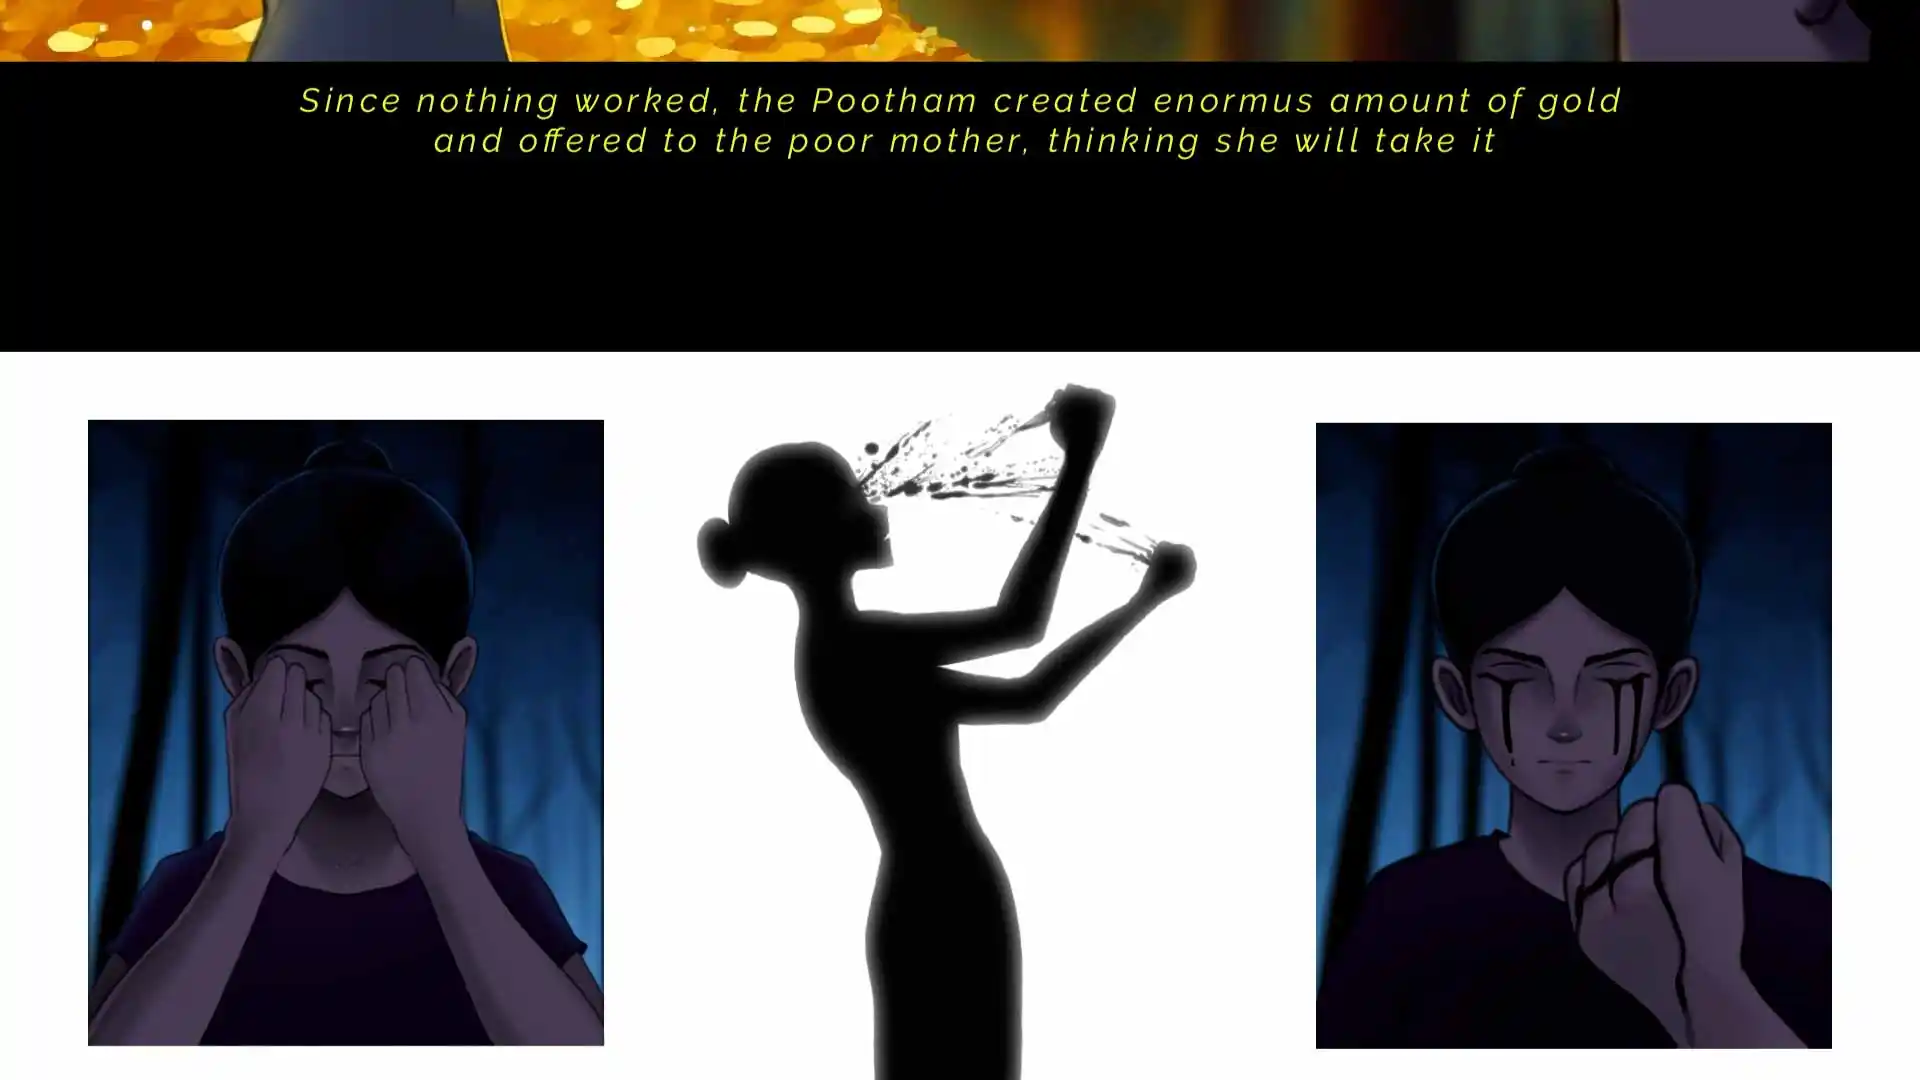 Since nothing worked, the Pootham created enormus amount of gold
and offered to the poor mother, thinking she will take it